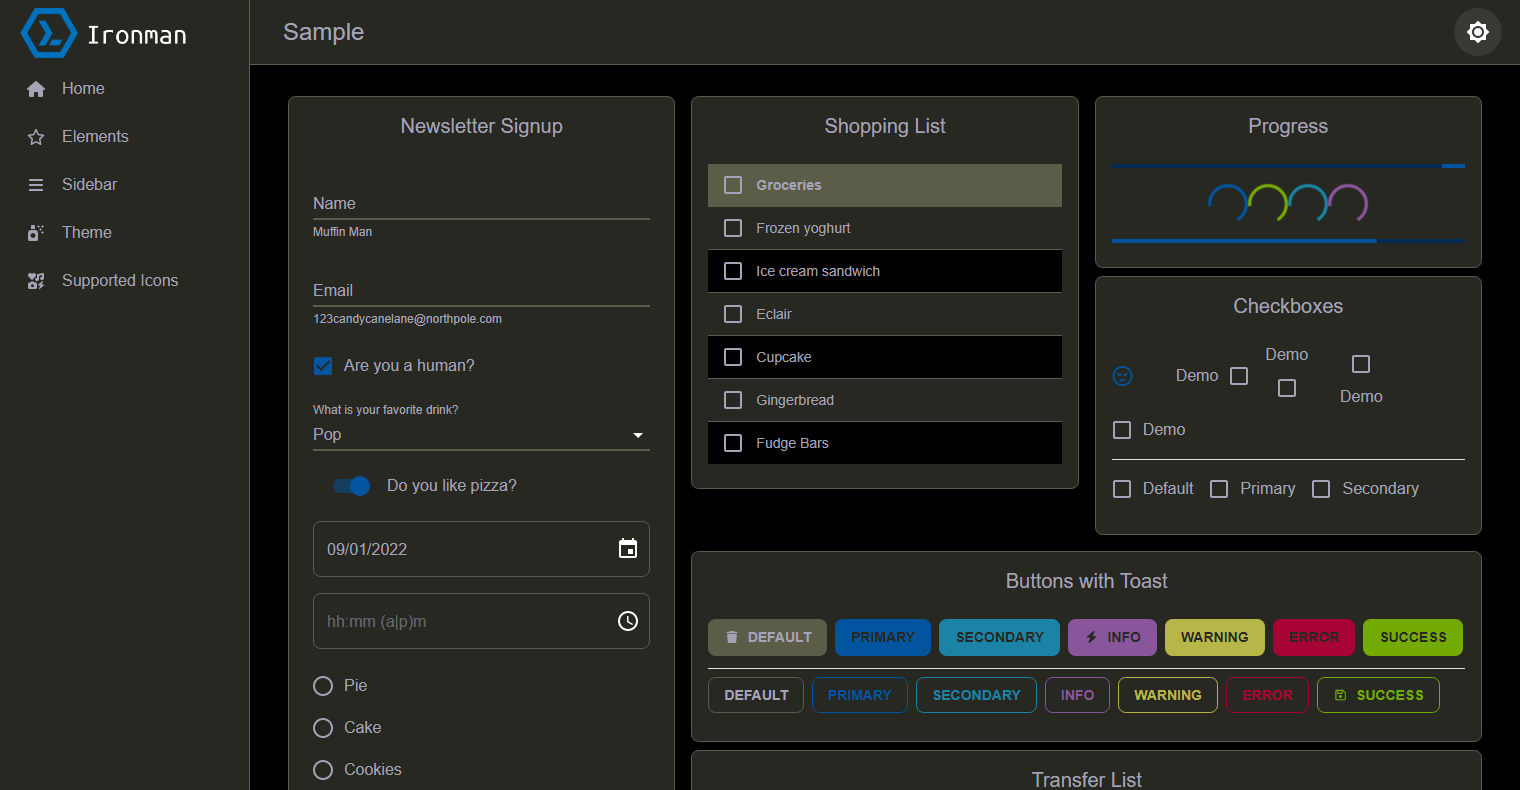 Ironman
Home
Elements
Sidebar
Theme
Supported Icons
Sample
Newsletter Signup
Name
Muffin Man
Email
123candycanelane@northpole.com
Are you a human?
What is your favorite drink?
Pop
Do you like pizza?
09/01/2022
hh:mm (a|p)m
Pie
Cake
Cookies
Shopping List
Groceries
Frozen yoghurt
Ice cream sandwich
Eclair
Cupcake
Gingerbread
Fudge Bars
Progress
Checkboxes
Demo
Demo
Demo
Demo
Default Primary Secondary
Buttons with Toast
DEFAULT PRIMARY SECONDARY INFO WARNING ERROR SUCCESS
DEFAULT PRIMARY SECONDARY INFO WARNING ERROR SUCCESS
Transfer List